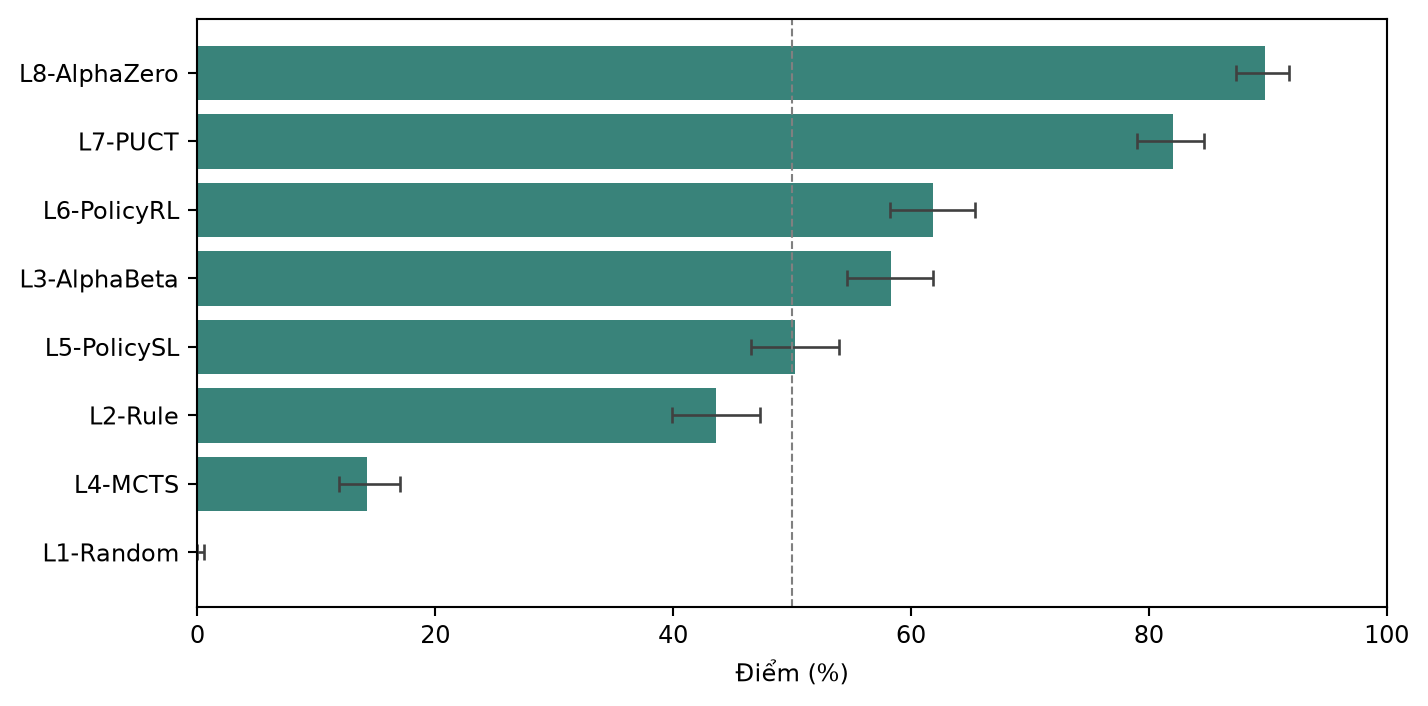 L8-AlphaZero
L7-PUCT
L6-PolicyRL
L3-AlphaBeta
L5-PolicySL
L2-Rule
L4-MCTS
L1-Random
0 20 40 60 80 100
Điểm (%)